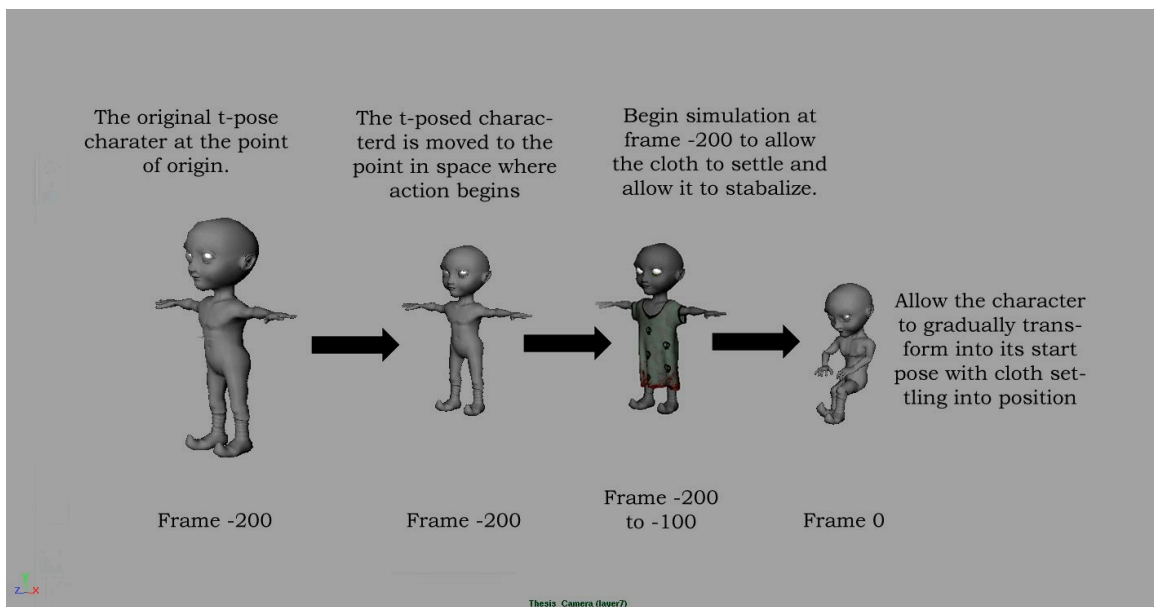 The original t-pose
charater at the point
of origin.
The t-posed charac-
terd is moved to the
point in space where
action begins
Begin simulation at
frame -200 to allow
the cloth to settle and
allow it to stabalize.
Allow the character
to gradually trans-
form into its start
pose with cloth set-
tling into position
Frame -200
Frame -200
Frame -200
to -100
Frame 0
Y
Z X
Thesis_Camera (layer7)